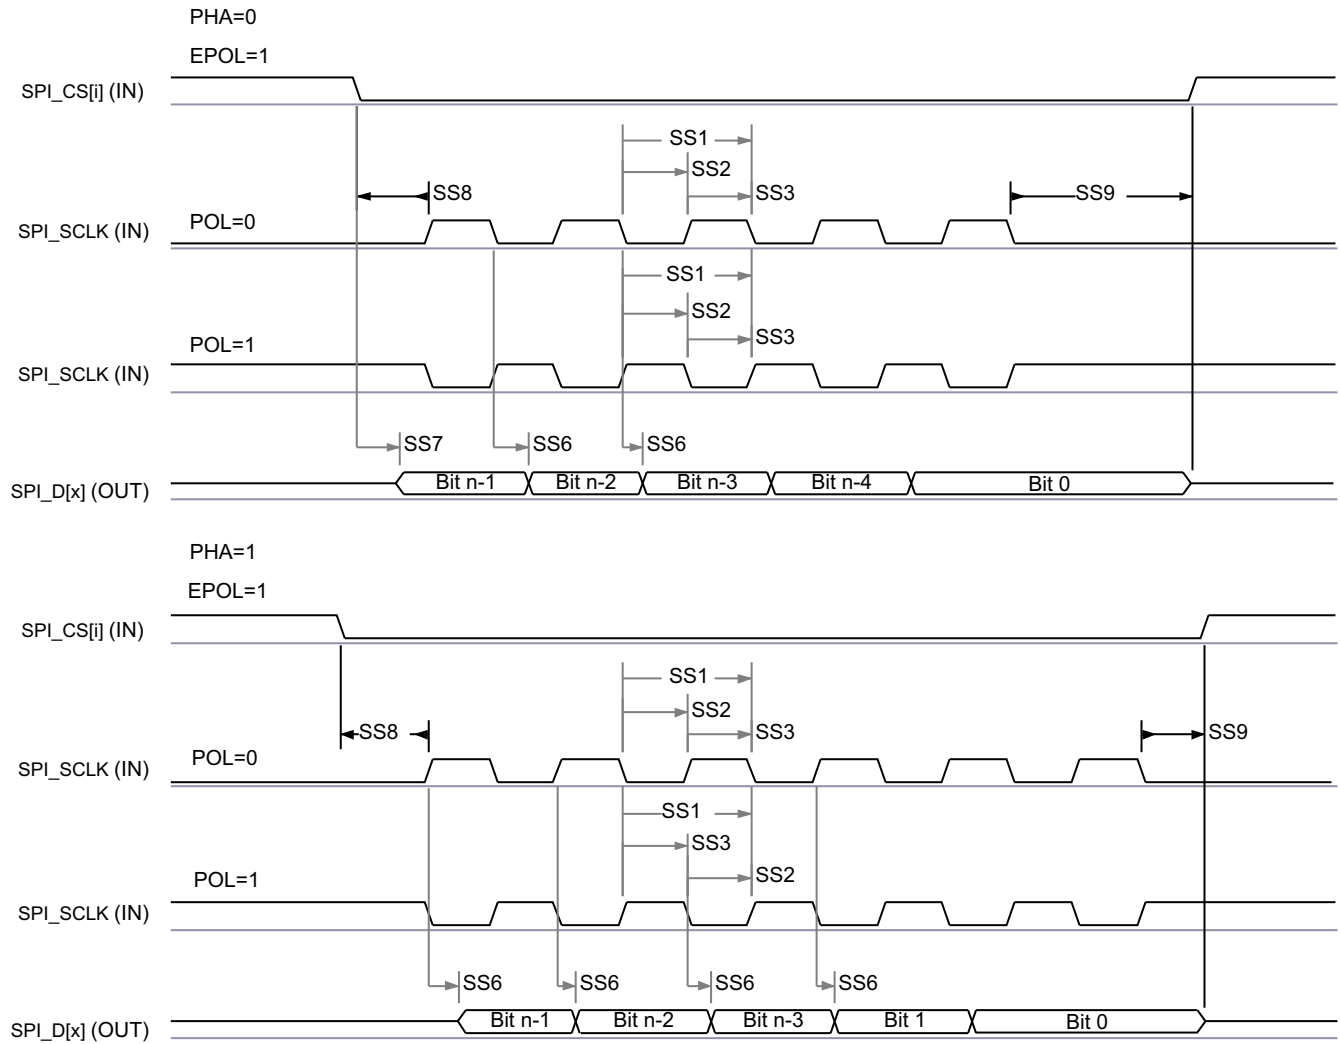 PHA=0
EPOL=1
SPI_CS[i] (IN)
SS1
SS2
SS8 SS3 SS9
POL=0
SPI_SCLK (IN)
SS1
SS2
SS3
POL=1
SPI_SCLK (IN)
SS7 SS6 SS6
SPI_D[x] (OUT) Bit n-1 Bit n-2 Bit n-3 Bit n-4 Bit 0
PHA=1
EPOL=1
SPI_CS[i] (IN)
SS1
SS2
SS8 SS3 SS9
POL=0
SPI_SCLK (IN)
SS1
SS3
SS2
POL=1
SPI_SCLK (IN)
SS6 SS6 SS6 SS6
SPI_D[x] (OUT) Bit n-1 Bit n-2 Bit n-3 Bit 1 Bit 0